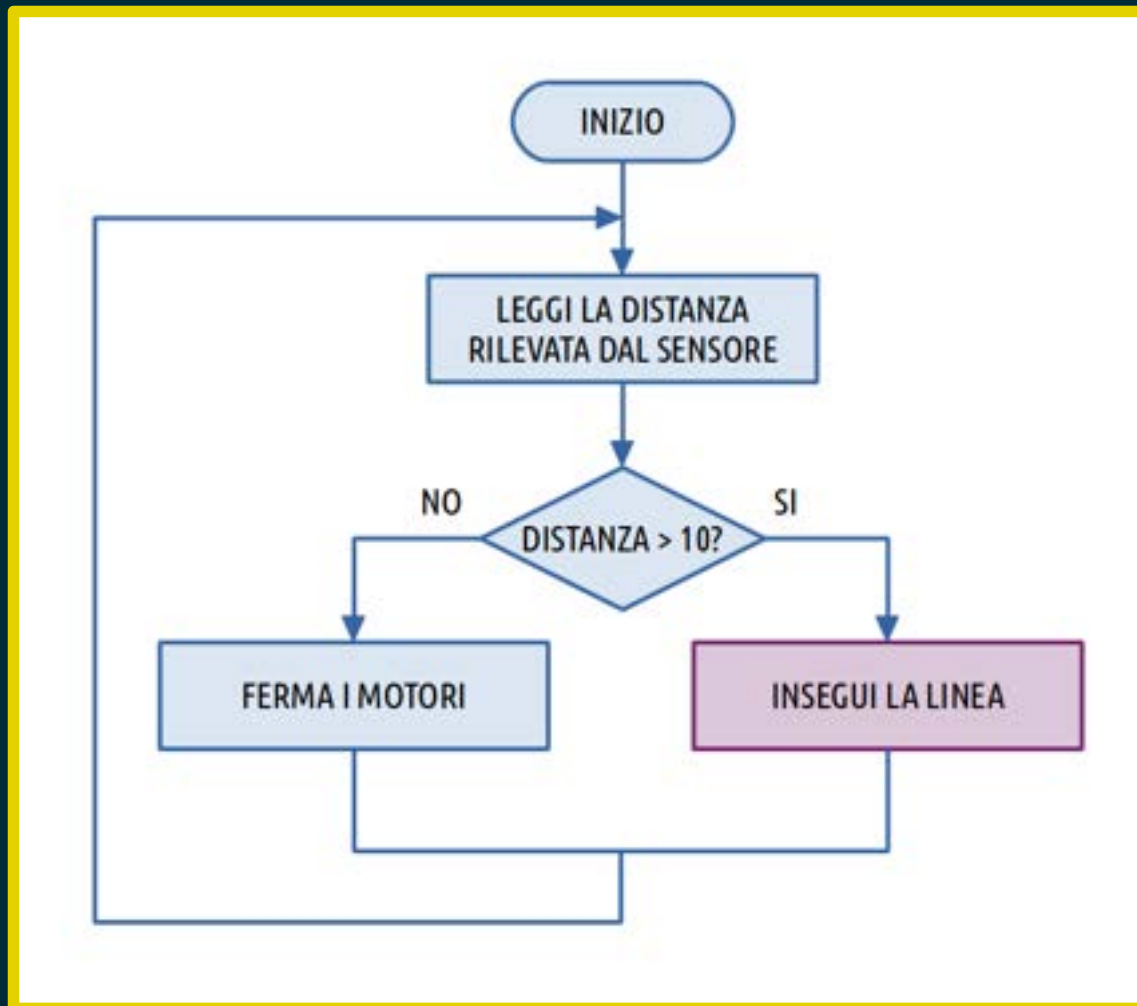 INIZIO
LEGGI LA DISTANZA
RILEVATA DAL SENSORE
NO
SI
DISTANZA > 10?
FERMA I MOTORI
INSEGUI LA LINEA